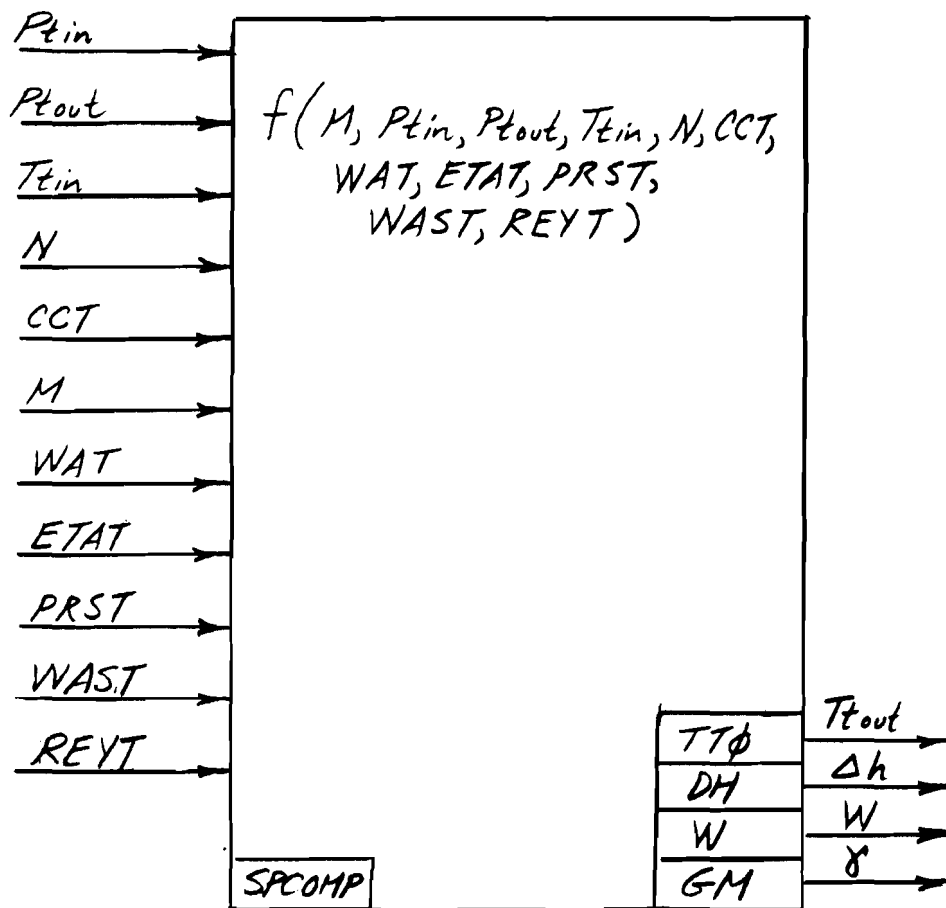 Ptin
Ptout
Ttin
N
CCT
M
WAT
ETAT
PRST
WAST
REYT
f(M, Ptin, Ptout, Ttin, N, CCT,
WAT, ETAT, PRST,
WAST, REYT)
TTϕ
DH
W
GM
Ttout
Δh
W
γ
SPCOMP